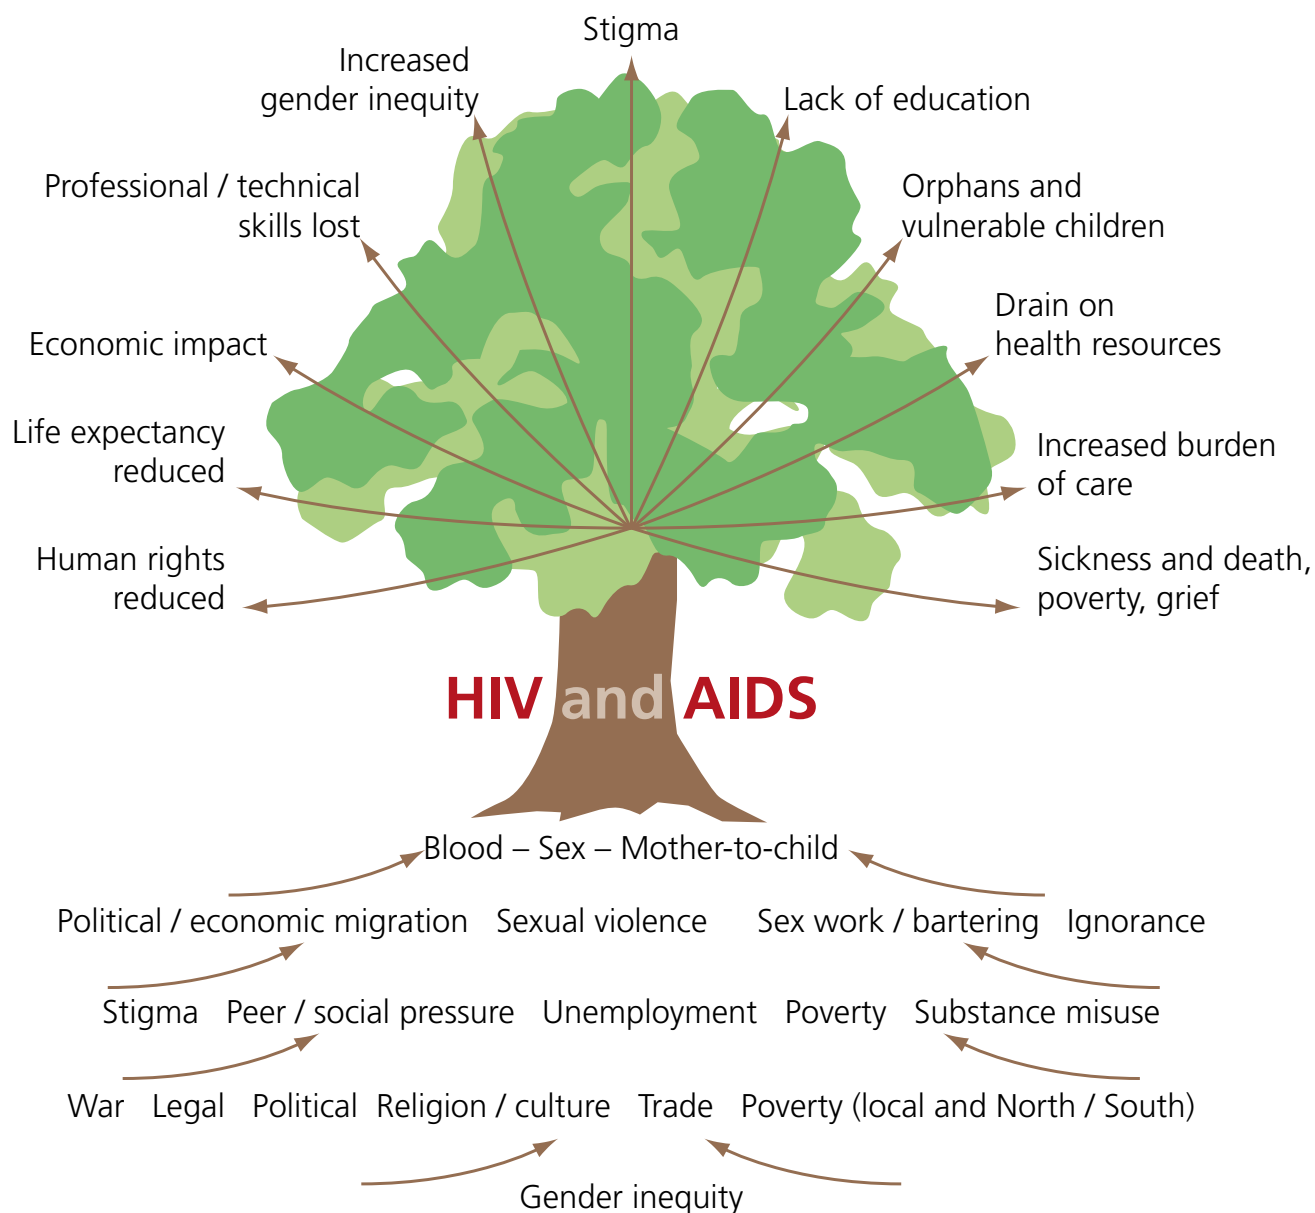 Stigma
Increased
gender inequity
Lack of education
Professional / technical
skills lost
Orphans and
vulnerable children
Economic impact
Drain on
health resources
Life expectancy
reduced
Increased burden
of care
Human rights
reduced
Sickness and death,
poverty, grief
HIV and AIDS
Blood – Sex – Mother-to-child
Political / economic migration Sexual violence Sex work / bartering Ignorance
Stigma Peer / social pressure Unemployment Poverty Substance misuse
War Legal Political Religion / culture Trade Poverty (local and North / South)
Gender inequity